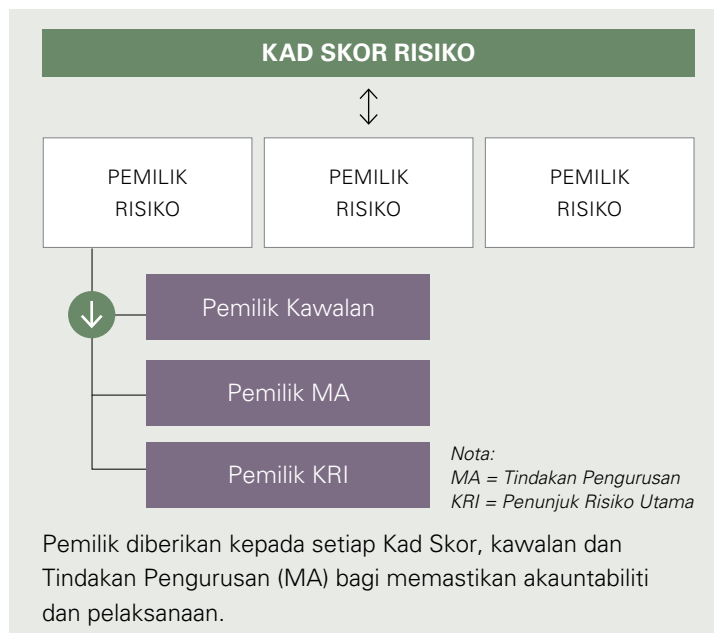 KAD SKOR RISIKO
PEMILIK
RISIKO
PEMILIK
RISIKO
PEMILIK
RISIKO
Pemilik Kawalan
Pemilik MA
Pemilik KRI
Nota:
MA = Tindakan Pengurusan
KRI = Penunjuk Risiko Utama
Pemilik diberikan kepada setiap Kad Skor, kawalan dan
Tindakan Pengurusan (MA) bagi memastikan akauntabiliti
dan pelaksanaan.